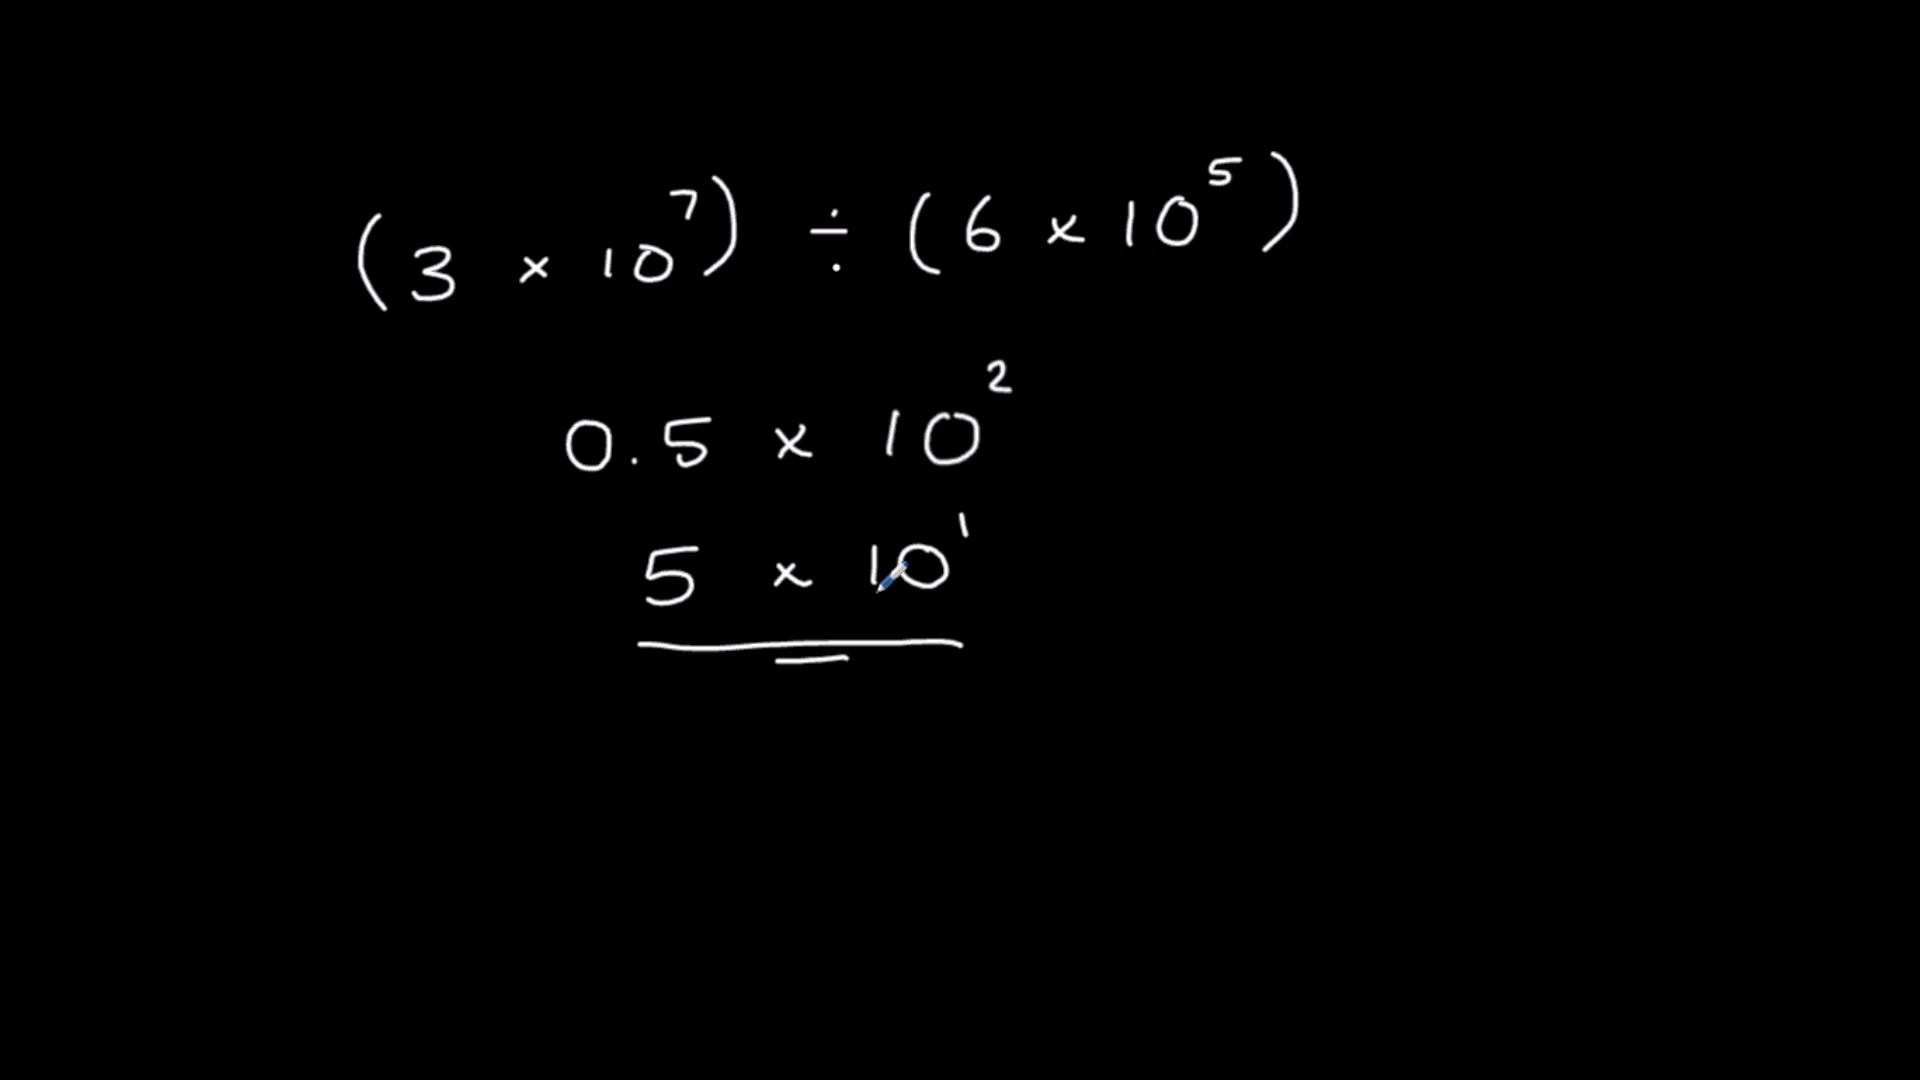 (3 × 10⁷) ÷ (6 × 10⁵)
0.5 × 10²
5 × 10¹